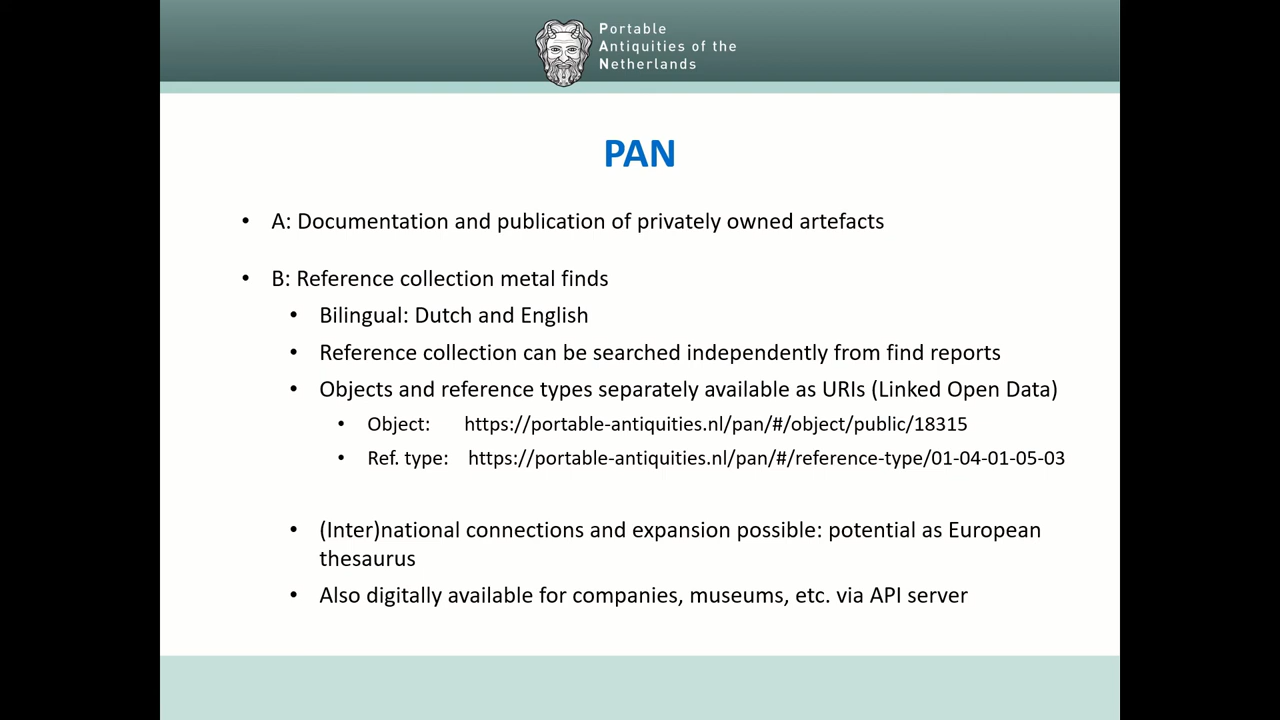 Portable
Antiquities of the
Netherlands
PAN
• A: Documentation and publication of privately owned artefacts
• B: Reference collection metal finds
• Bilingual: Dutch and English
• Reference collection can be searched independently from find reports
• Objects and reference types separately available as URIs (Linked Open Data)
• Object: https://portable-antiquities.nl/pan/#/object/public/18315
• Ref. type: https://portable-antiquities.nl/pan/#/reference-type/01-04-01-05-03
• (Inter)national connections and expansion possible: potential as European
thesaurus
• Also digitally available for companies, museums, etc. via API server